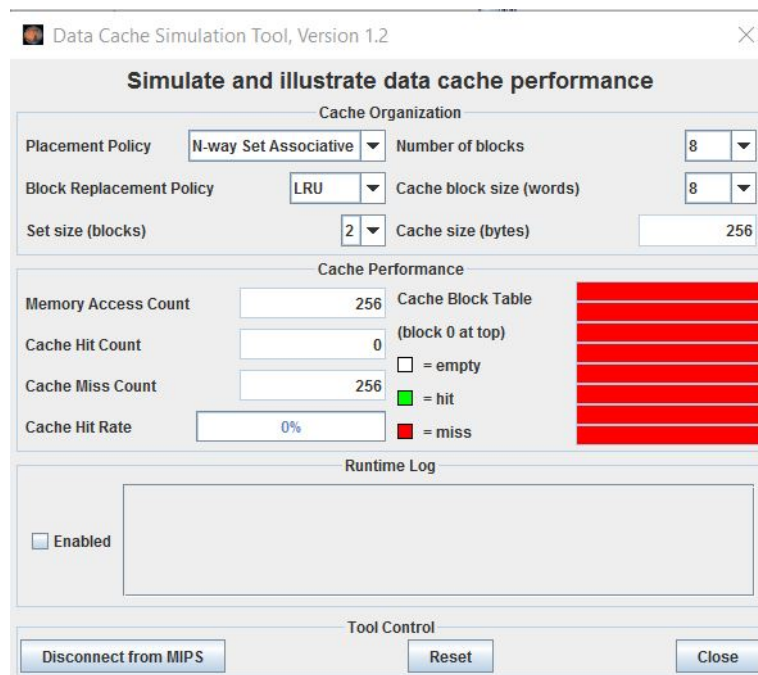 Data Cache Simulation Tool, Version 1.2
Simulate and illustrate data cache performance
Cache Organization
Placement Policy N-way Set Associative Number of blocks 8
Block Replacement Policy LRU Cache block size (words) 8
Set size (blocks) 2 Cache size (bytes) 256
Cache Performance
Memory Access Count 256 Cache Block Table
(block 0 at top)
Cache Hit Count 0
= empty
Cache Miss Count 256
= hit
Cache Hit Rate 0%
= miss
Runtime Log
Enabled
Tool Control
Disconnect from MIPS Reset Close